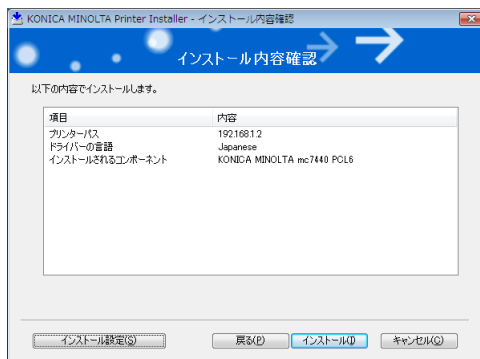 KONICA MINOLTA Printer Installer - インストール内容確認
インストール内容確認
以下の内容でインストールします。
項目 内容
プリンターパス 192.168.1.2
ドライバーの言語 Japanese
インストールされるコンポーネント KONICA MINOLTA mc7440 PCL6
インストール設定(S) 戻る(P) インストール(I) キャンセル(C)